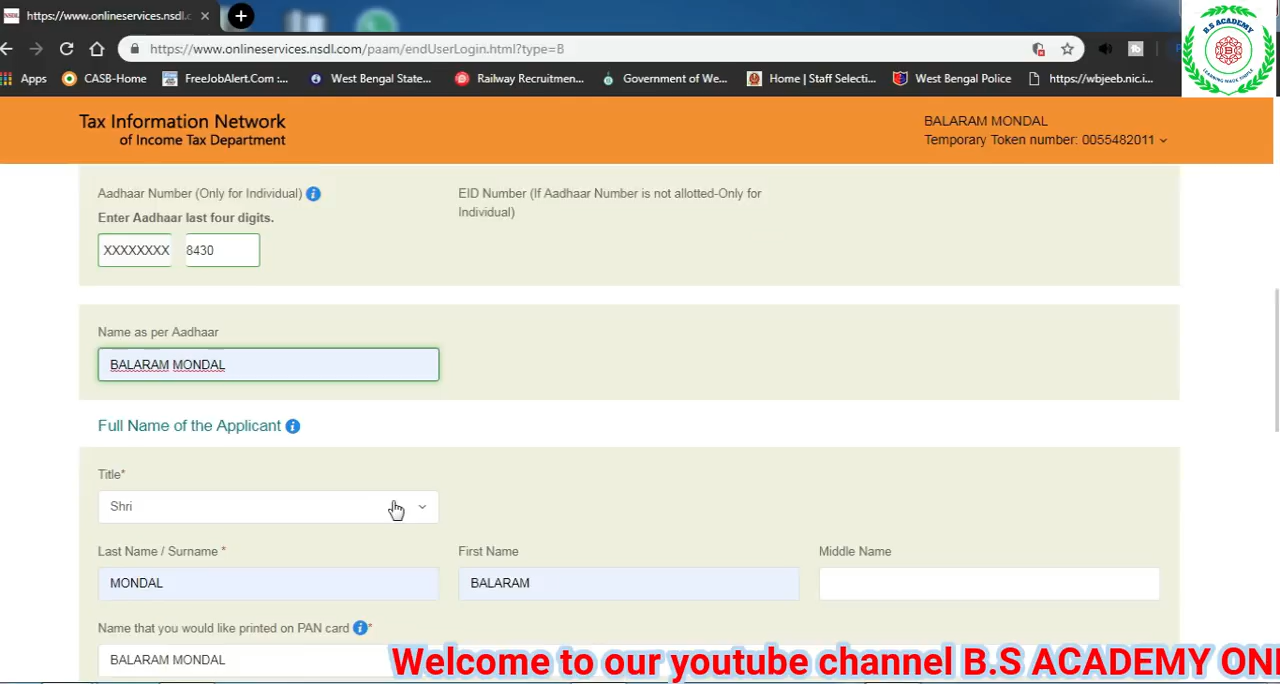 https://www.onlineservices.nsdl.c
https://www.onlineservices.nsdl.com/paam/endUserLogin.html?type=B
Apps
CASB-Home
FreeJobAlert.Com :...
West Bengal State...
Railway Recruitmen...
Government of We...
Home | Staff Selecti...
West Bengal Police
https://wbjeeb.nic.i...
B.S ACADEMY
B
LEARNING MADE SIMPLE
Tax Information Network
of Income Tax Department
BALARAM MONDAL
Temporary Token number: 0055482011
Aadhaar Number (Only for Individual)
EID Number (If Aadhaar Number is not allotted-Only for
Individual)
Enter Aadhaar last four digits.
XXXXXXXX 8430
Name as per Aadhaar
BALARAM MONDAL
Full Name of the Applicant
Title*
Shri
Last Name / Surname *
First Name
Middle Name
MONDAL
BALARAM
Name that you would like printed on PAN card *
BALARAM MONDAL
Welcome to our youtube channel B.S ACADEMY ONI